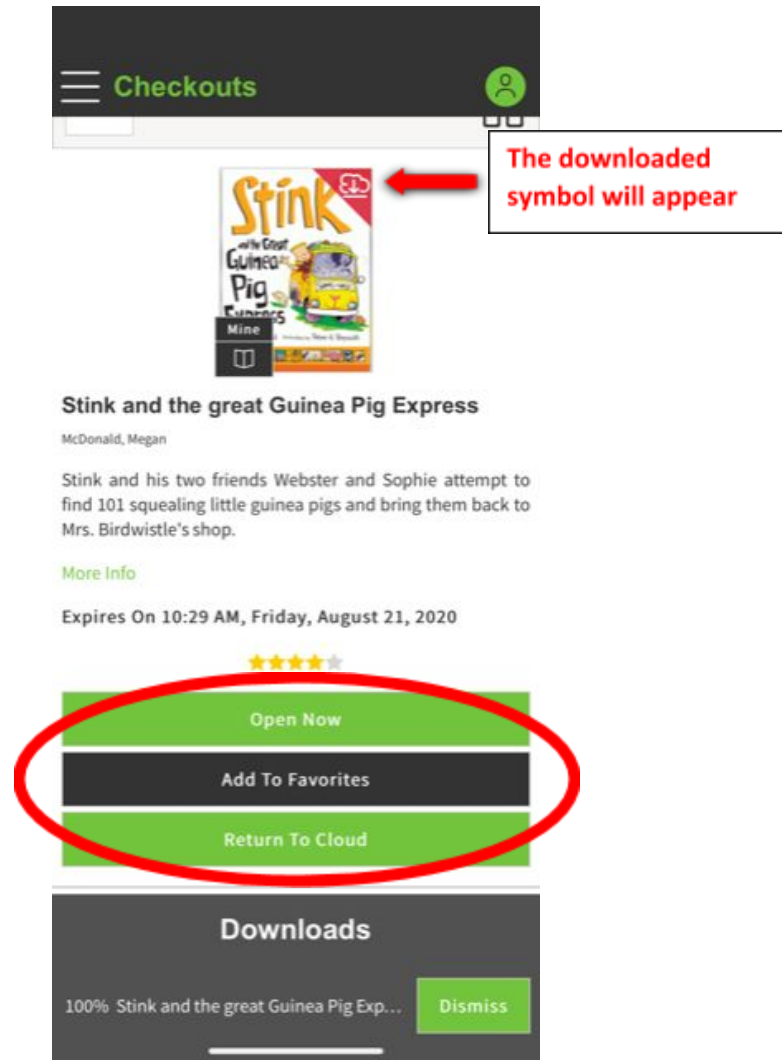 Checkouts
The downloaded
symbol will appear
Stink
and the Great
Guinea
Pig
Express
Mine
Stink and the great Guinea Pig Express
McDonald, Megan
Stink and his two friends Webster and Sophie attempt to
find 101 squealing little guinea pigs and bring them back to
Mrs. Birdwistle's shop.
More Info
Expires On 10:29 AM, Friday, August 21, 2020
Open Now
Add To Favorites
Return To Cloud
Downloads
100% Stink and the great Guinea Pig Exp...
Dismiss